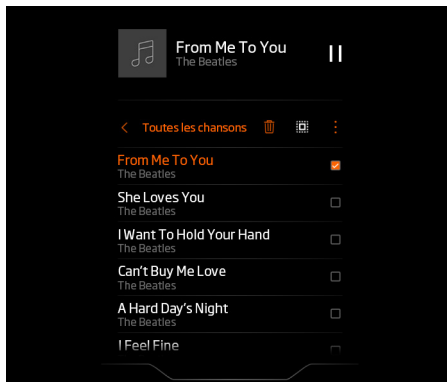 From Me To You
The Beatles
Toutes les chansons
From Me To You
The Beatles
She Loves You
The Beatles
I Want To Hold Your Hand
The Beatles
Can't Buy Me Love
The Beatles
A Hard Day's Night
The Beatles
I Feel Fine